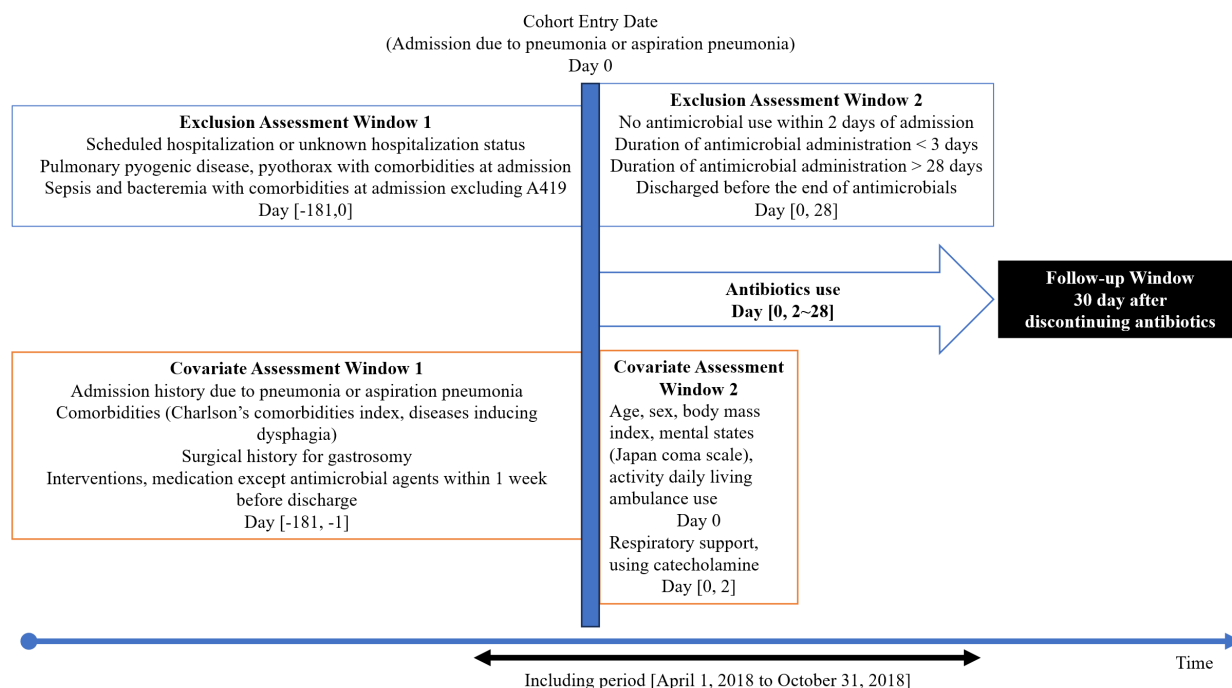 Cohort Entry Date
(Admission due to pneumonia or aspiration pneumonia)
Day 0
Exclusion Assessment Window 1
Scheduled hospitalization or unknown hospitalization status
Pulmonary pyogenic disease, pyothorax with comorbidities at admission
Sepsis and bacteremia with comorbidities at admission excluding A419
Day [-181,0]
Exclusion Assessment Window 2
No antimicrobial use within 2 days of admission
Duration of antimicrobial administration < 3 days
Duration of antimicrobial administration > 28 days
Discharged before the end of antimicrobials
Day [0, 28]
Antibiotics use
Day [0, 2~28]
Follow-up Window
30 day after
discontinuing antibiotics
Covariate Assessment Window 1
Admission history due to pneumonia or aspiration pneumonia
Comorbidities (Charlson's comorbidities index, diseases inducing
dysphagia)
Surgical history for gastrosomy
Interventions, medication except antimicrobial agents within 1 week
before discharge
Day [-181, -1]
Covariate Assessment
Window 2
Age, sex, body mass
index, mental states
(Japan coma scale),
activity daily living
ambulance use
Day 0
Respiratory support,
using catecholamine
Day [0, 2]
Time
Including period [April 1, 2018 to October 31, 2018]